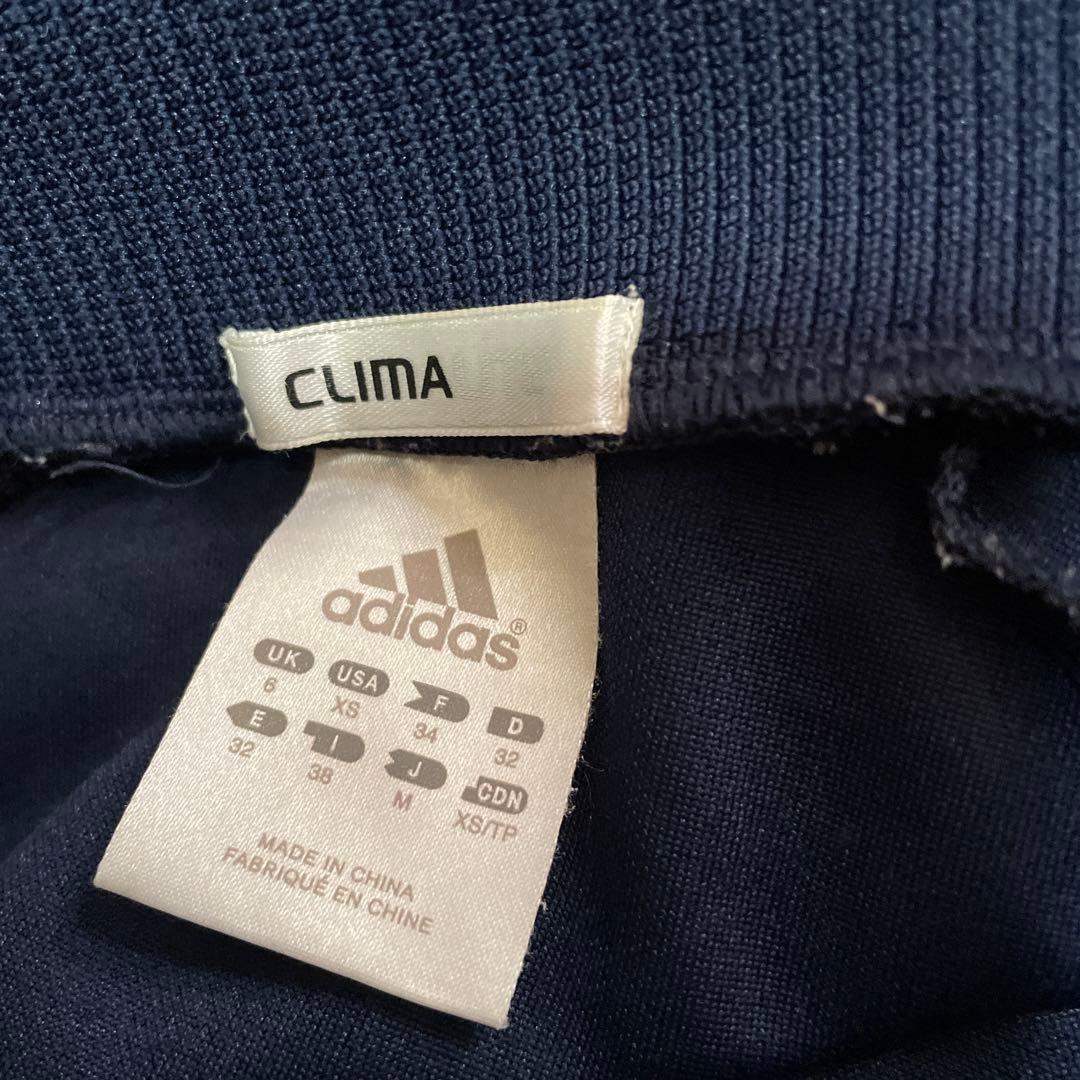 CLIMA
adidas®
UK USA F D
6 XS 34 32
E I J CDN
32 38 M XS/TP
MADE IN CHINA
FABRIQUÉ EN CHINE